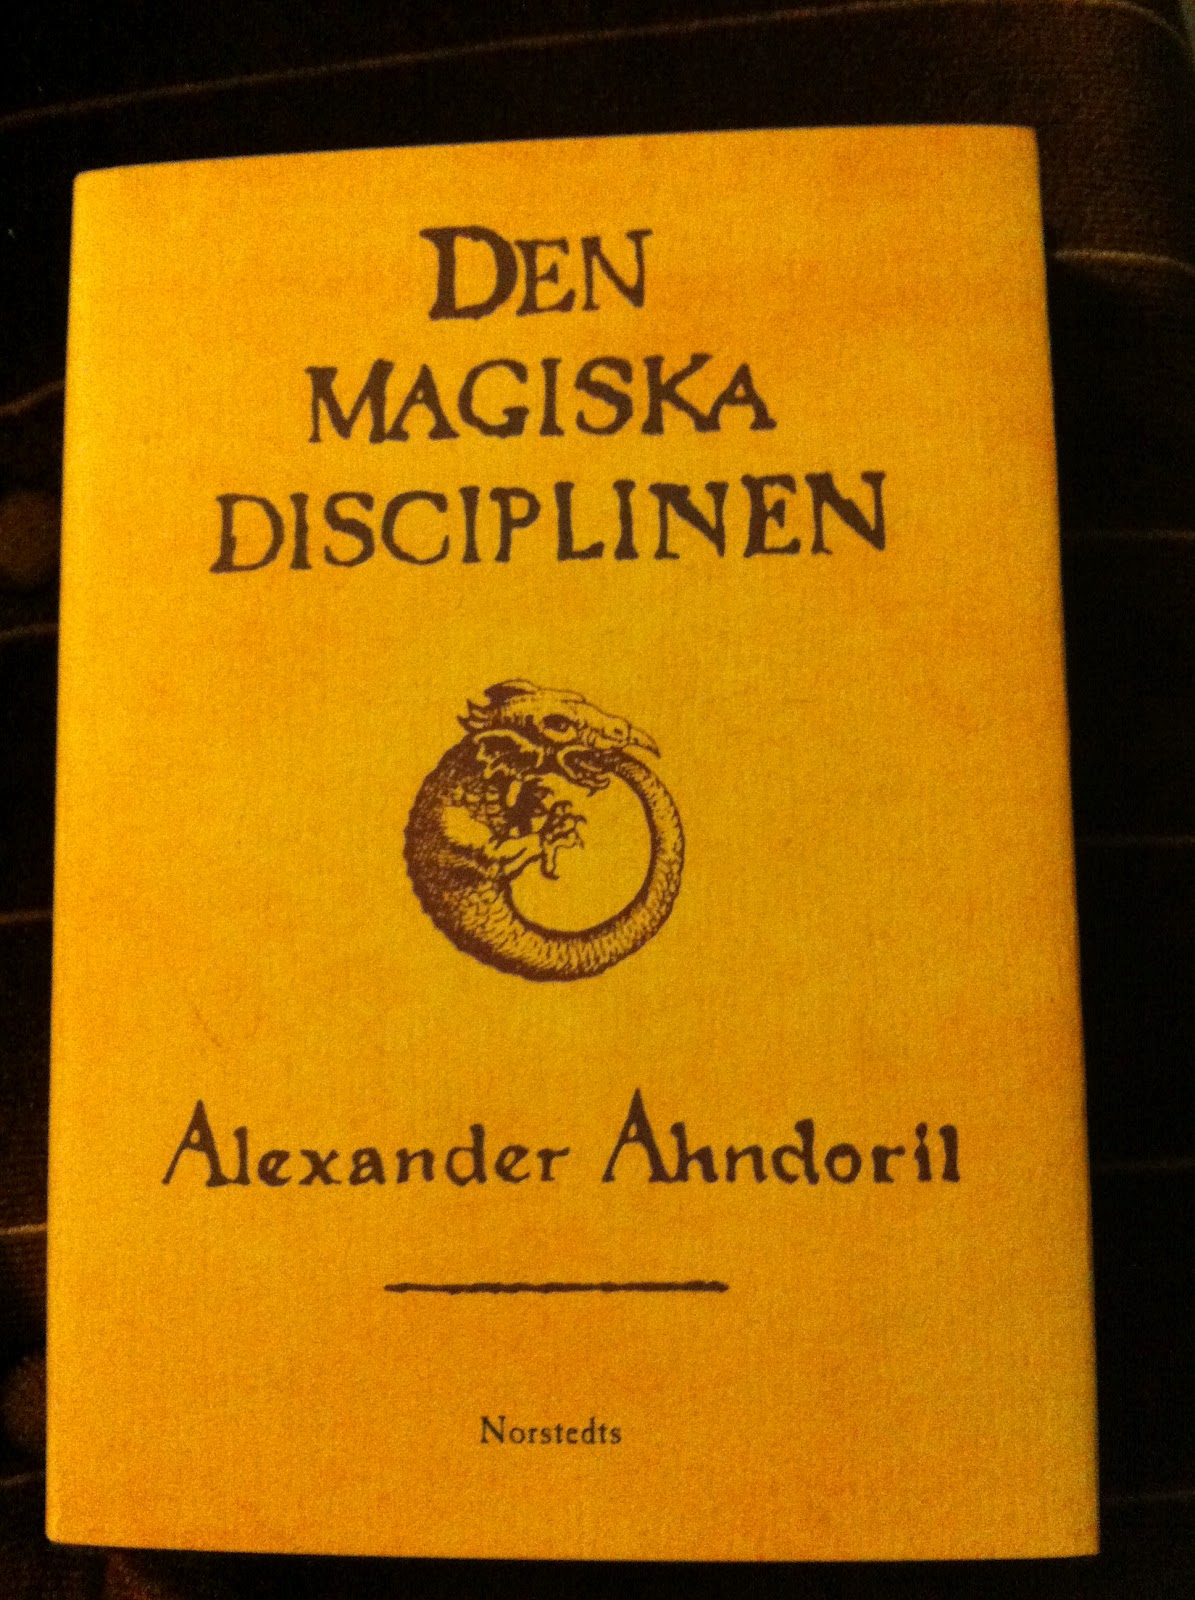 DEN
MAGISKA
DISCIPLINEN
Alexander Ahndoril
Norstedts